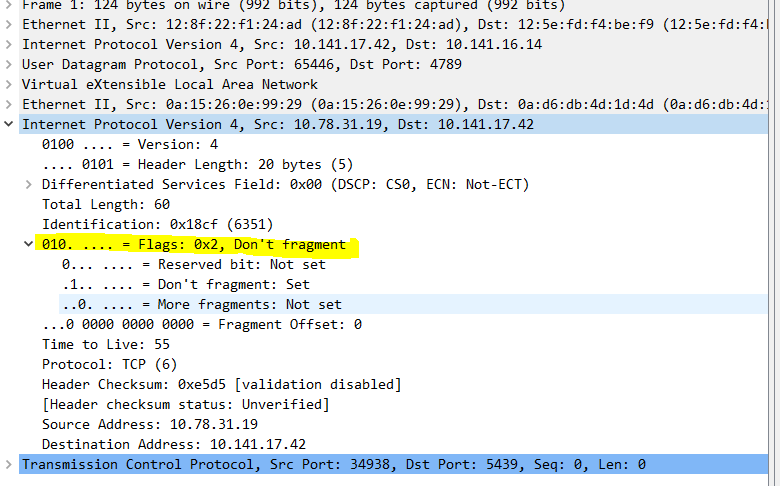 Frame 1: 124 bytes on wire (992 bits), 124 bytes captured (992 bits)
Ethernet II, Src: 12:8f:22:f1:24:ad (12:8f:22:f1:24:ad), Dst: 12:5e:fd:f4:be:f9 (12:5e:fd:f4:
Internet Protocol Version 4, Src: 10.141.17.42, Dst: 10.141.16.14
User Datagram Protocol, Src Port: 65446, Dst Port: 4789
Virtual eXtensible Local Area Network
Ethernet II, Src: 0a:15:26:0e:99:29 (0a:15:26:0e:99:29), Dst: 0a:d6:db:4d:1d:4d (0a:d6:db:4d:
Internet Protocol Version 4, Src: 10.78.31.19, Dst: 10.141.17.42
0100 .... = Version: 4
.... 0101 = Header Length: 20 bytes (5)
Differentiated Services Field: 0x00 (DSCP: CS0, ECN: Not-ECT)
Total Length: 60
Identification: 0x18cf (6351)
010. .... = Flags: 0x2, Don't fragment
0... .... = Reserved bit: Not set
.1.. .... = Don't fragment: Set
..0. .... = More fragments: Not set
...0 0000 0000 0000 = Fragment Offset: 0
Time to Live: 55
Protocol: TCP (6)
Header Checksum: 0xe5d5 [validation disabled]
[Header checksum status: Unverified]
Source Address: 10.78.31.19
Destination Address: 10.141.17.42
Transmission Control Protocol, Src Port: 34938, Dst Port: 5439, Seq: 0, Len: 0